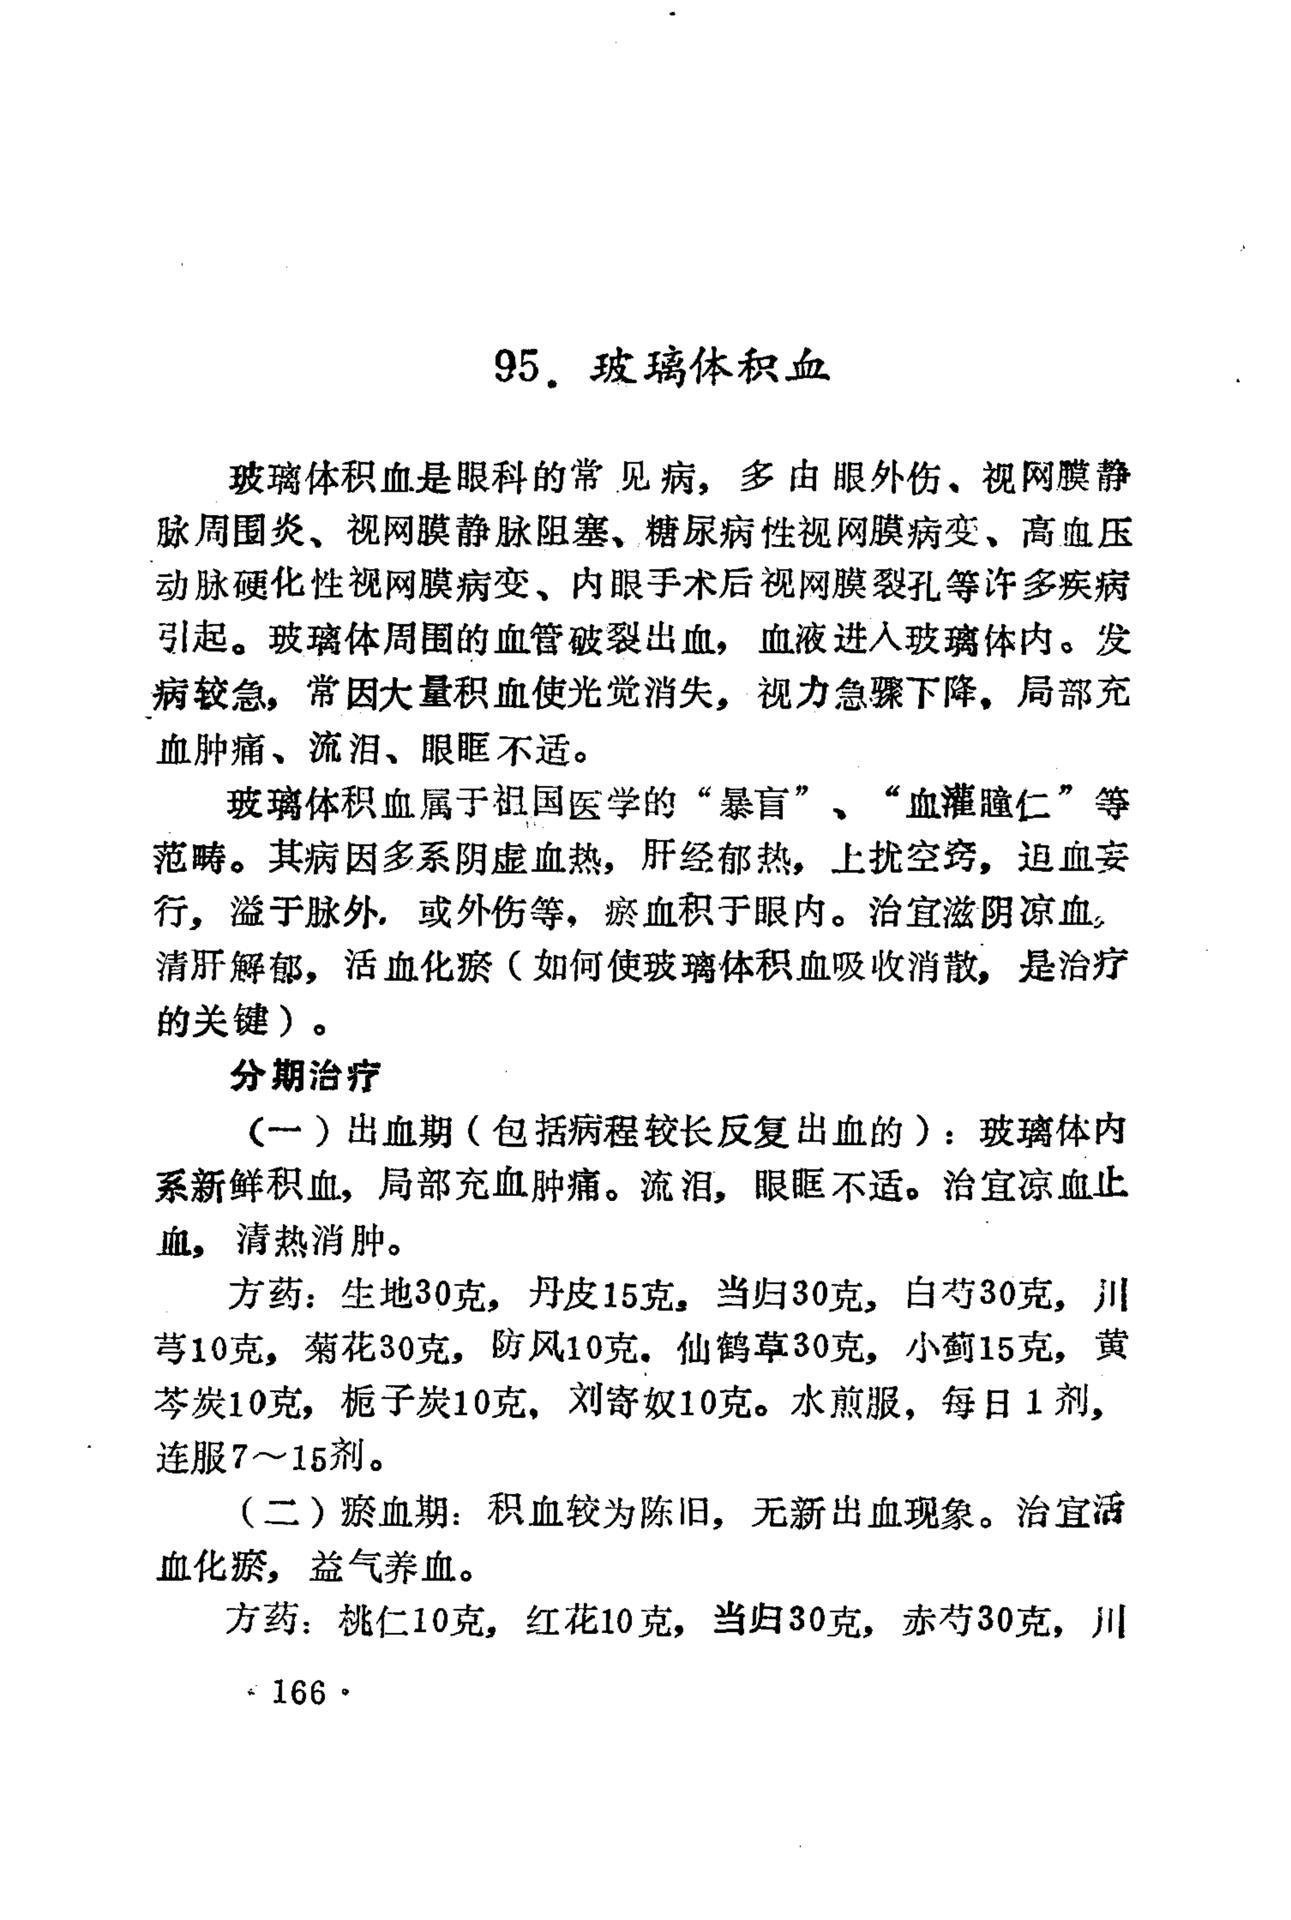 95．玻璃体积血
玻璃体积血是眼科的常见病，多由眼外伤、视网膜静
脉周围炎、视网膜静脉阻塞、糖尿病性视网膜病变、高血压
动脉硬化性视网膜病变、内眼手术后视网膜裂孔等许多疾病
引起。玻璃体周围的血管破裂出血，血液进入玻璃体内。发
病较急，常因大量积血使光觉消失，视力急骤下降，局部充
血肿痛、流泪、眼眶不适。
玻璃体积血属于祖国医学的“暴盲”、“血灌瞳仁”等
范畴。其病因多系阴虚血热，肝经郁热，上扰空窍，迫血妄
行，溢于脉外，或外伤等，瘀血积于眼内。治宜滋阴凉血，
清肝解郁，活血化瘀（如何使玻璃体积血吸收消散，是治疗
的关键）。
分期治疗
（一）出血期（包括病程较长反复出血的）：玻璃体内
系新鲜积血，局部充血肿痛。流泪，眼眶不适。治宜凉血止
血，清热消肿。
方药：生地30克，丹皮15克，当归30克，白芍30克，川
芎10克，菊花30克，防风10克，仙鹤草30克，小蓟15克，黄
芩炭10克，栀子炭10克，刘寄奴10克。水煎服，每日1剂，
连服7～15剂。
（二）瘀血期：积血较为陈旧，无新出血现象。治宜活
血化瘀，益气养血。
方药：桃仁10克，红花10克，当归30克，赤芍30克，川
·166·